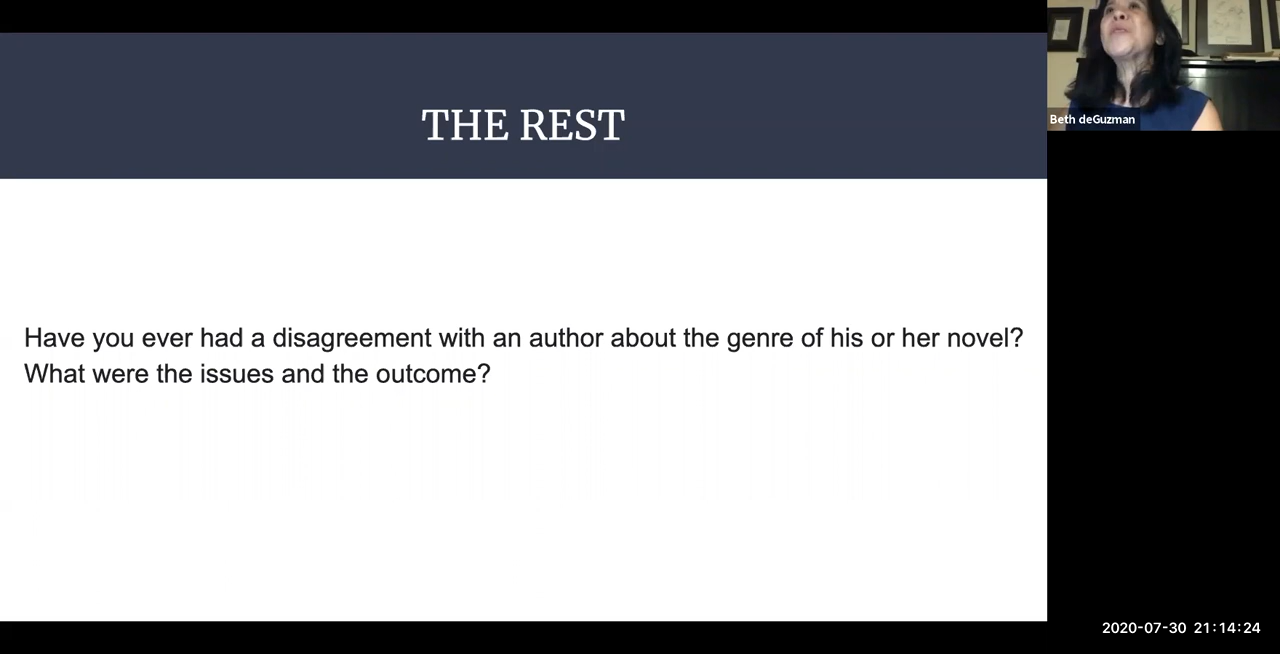 THE REST
Beth deGuzman
Have you ever had a disagreement with an author about the genre of his or her novel?
What were the issues and the outcome?
2020-07-30 21:14:24